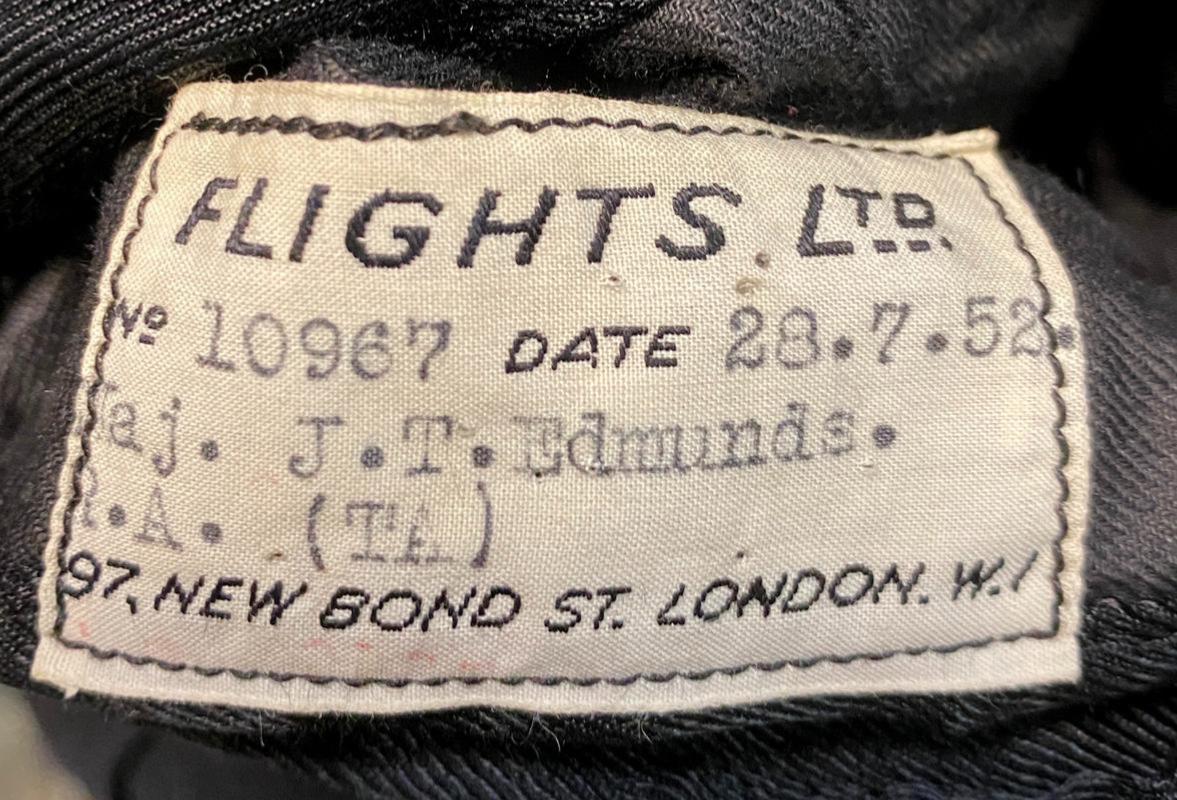 FLIGHTS LTD.
No 10967 DATE 28.7.52.
Maj. J.T.Edmunds.
R.A. (TA)
97, NEW BOND ST. LONDON. W.1